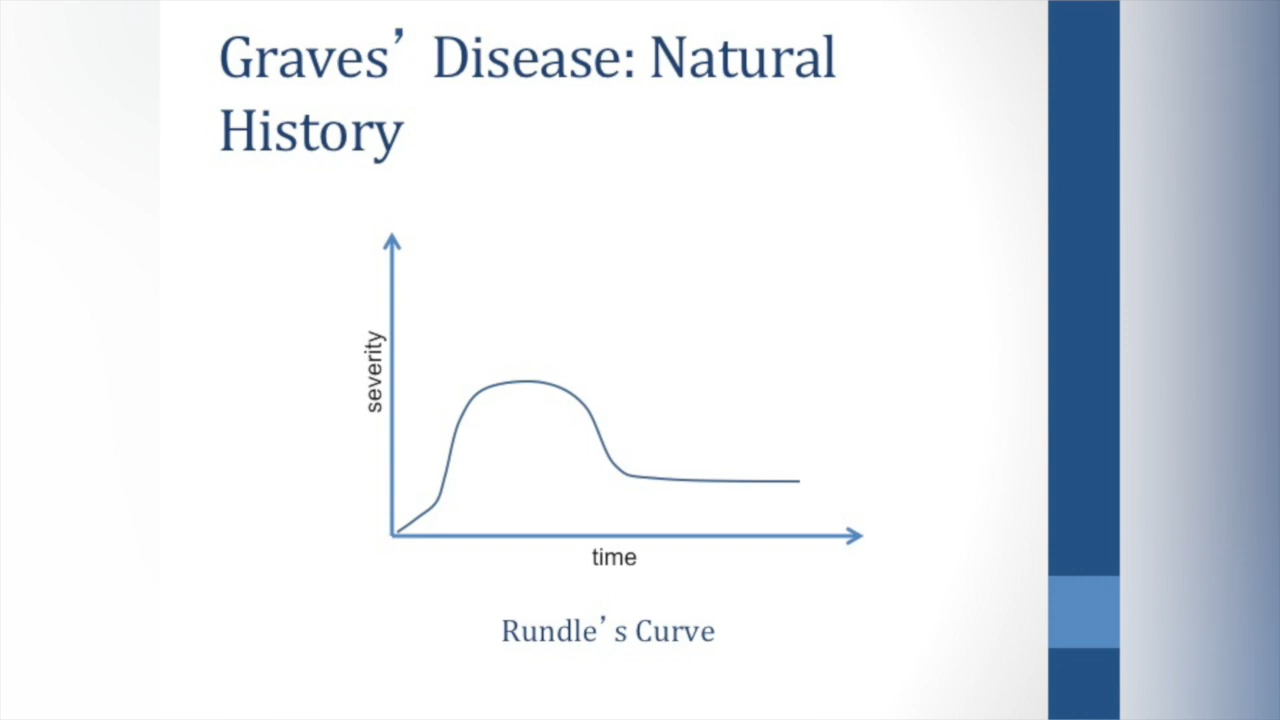 Graves’ Disease: Natural
History
severity
time
Rundle’s Curve